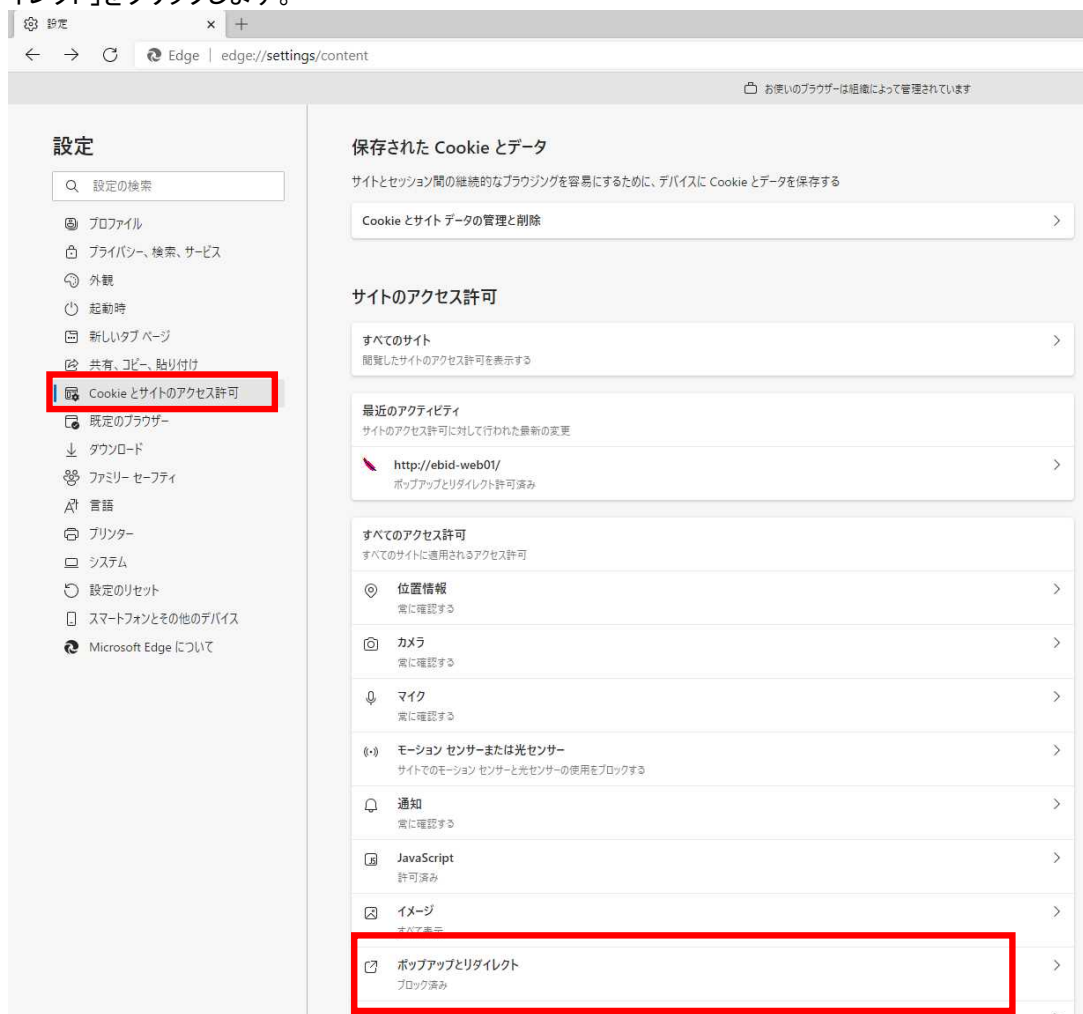 イレクト」をクリックします。
設定
Edge | edge://settings/content
お使いのブラウザーは組織によって管理されています
設定
設定の検索
プロファイル
プライバシー、検索、サービス
外観
起動時
新しいタブ ページ
共有、コピー、貼り付け
Cookie とサイトのアクセス許可
既定のブラウザー
ダウンロード
ファミリー セーフティ
言語
プリンター
システム
設定のリセット
スマートフォンとその他のデバイス
Microsoft Edge について
保存された Cookie とデータ
サイトとセッション間の継続的なブラウジングを容易にするために、デバイスに Cookie とデータを保存する
Cookie とサイト データの管理と削除
サイトのアクセス許可
すべてのサイト
閲覧したサイトのアクセス許可を表示する
最近のアクティビティ
サイトのアクセス許可に対して行われた最新の変更
http://ebid-web01/
ポップアップとリダイレクト許可済み
すべてのアクセス許可
すべてのサイトに適用されるアクセス許可
位置情報
常に確認する
カメラ
常に確認する
マイク
常に確認する
モーション センサーまたは光センサー
サイトでのモーション センサーと光センサーの使用をブロックする
通知
常に確認する
JavaScript
許可済み
イメージ
すべて表示
ポップアップとリダイレクト
ブロック済み